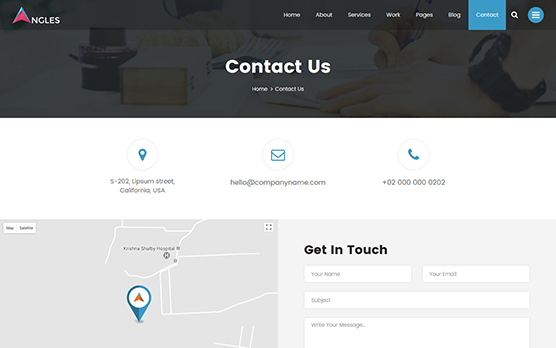 NGLES
Home About Services Work Pages Blog Contact
Contact Us
Home > Contact Us
S-202, Lipsum street,
California, USA
hello@companyname.com
+02 000 000 0202
Map Satellite
Krishna Shalby Hospital
H
Get In Touch
Your Name
Your Email
Subject
Write Your Message...